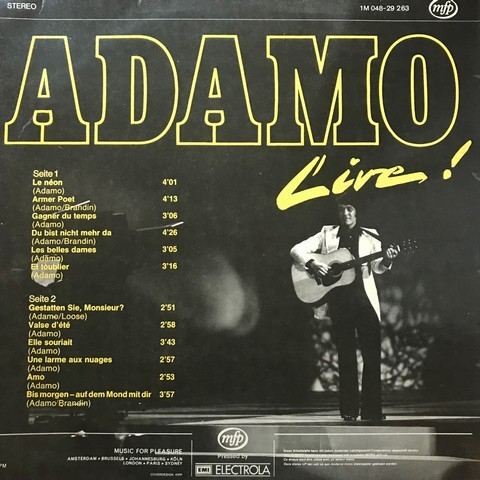 STEREO
1M 048-29 263
mfp
ADAMO
Live!
Seite 1
Le néon 4'01
(Adamo)
Armer Poet 4'13
(Adamo/Brandin)
Gagner du temps 3'06
(Adamo)
Du bist nicht mehr da 4'26
(Adamo/Brandin)
Les belles dames 3'05
(Adamo)
Et t'oublier 3'16
(Adamo)
Seite 2
Gestatten Sie, Monsieur? 2'51
(Adamo/Loose)
Valse d'été 2'58
(Adamo)
Elle souriait 3'43
(Adamo)
Une larme aux nuages 2'57
(Adamo)
Amo 2'53
(Adamo)
Bis morgen – auf dem Mond mit dir 3'57
(Adamo Brandin)
mfp
MUSIC FOR PLEASURE
AMSTERDAM • BRUSSELS • JOHANNESBURG • KÖLN
LONDON • PARIS • SYDNEY
Pressed by
EMI ELECTROLA